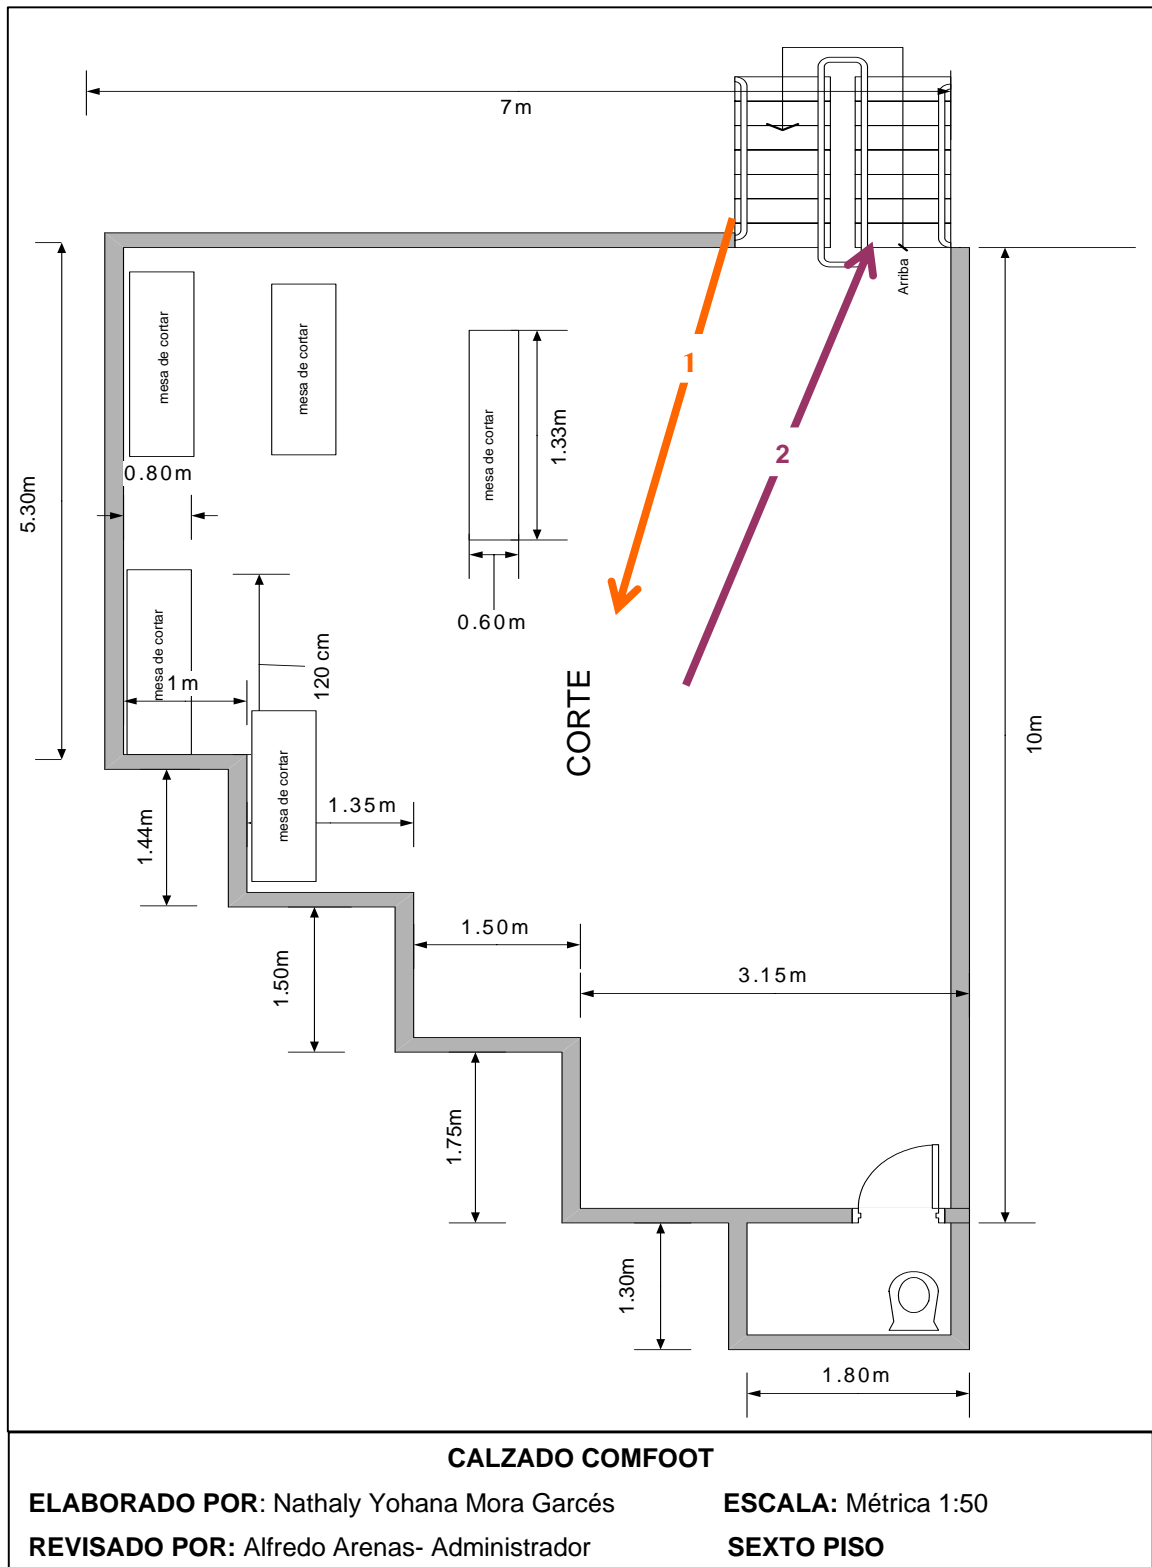 7m
Arriba
1
2
mesa de cortar
mesa de cortar
mesa de cortar
1.33m
0.80m
5.30m
0.60m
mesa de cortar
1m
120 cm
CORTE
10m
mesa de cortar
1.35m
1.44m
1.50m
1.50m
3.15m
1.75m
1.30m
1.80m
CALZADO COMFOOT
ELABORADO POR: Nathaly Yohana Mora Garcés
ESCALA: Métrica 1:50
REVISADO POR: Alfredo Arenas- Administrador
SEXTO PISO